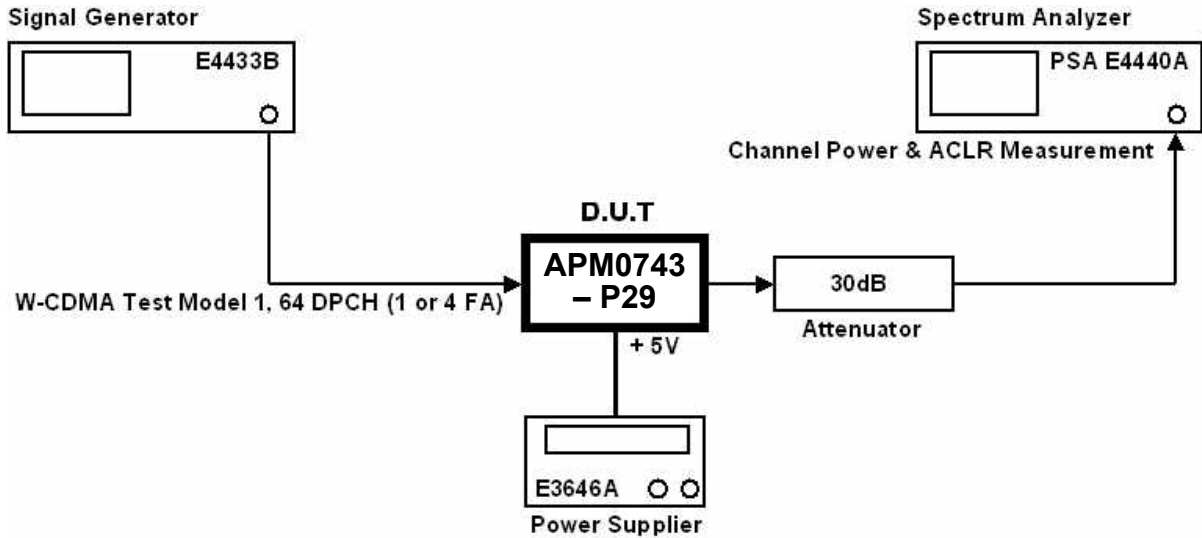 Signal Generator
E4433B
Spectrum Analyzer
PSA E4440A
Channel Power & ACLR Measurement
D.U.T
APM0743
– P29
W-CDMA Test Model 1, 64 DPCH (1 or 4 FA)
30dB
Attenuator
+ 5V
E3646A
Power Supplier